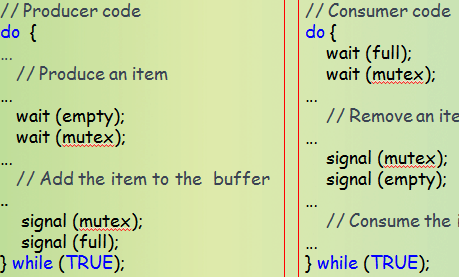 // Producer code
do {
...
// Produce an item
...
wait (empty);
wait (mutex);
...
// Add the item to the buffer
..
signal (mutex);
signal (full);
} while (TRUE);
// Consumer code
do {
wait (full);
wait (mutex);
...
// Remove an ite
...
signal (mutex);
signal (empty);
...
// Consume the i
...
} while (TRUE);